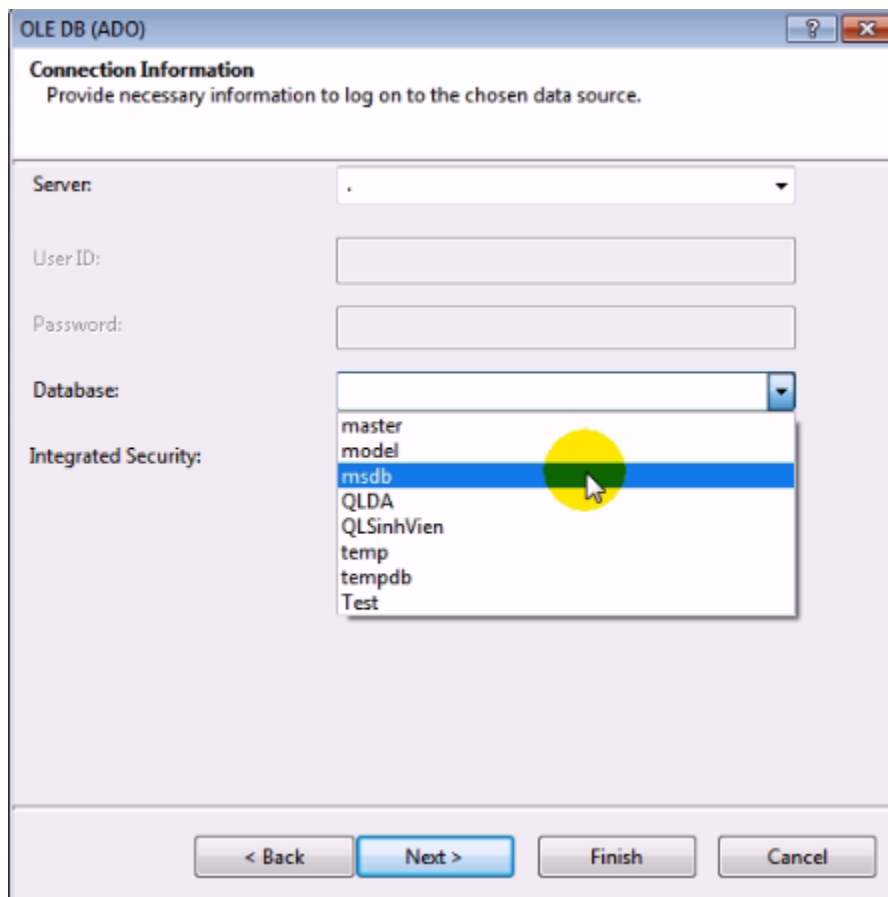 OLE DB (ADO)
Connection Information
Provide necessary information to log on to the chosen data source.
Server:
.
User ID:
Password:
Database:
master
model
Integrated Security:
msdb
QLDA
QLSinhVien
temp
tempdb
Test
< Back
Next >
Finish
Cancel